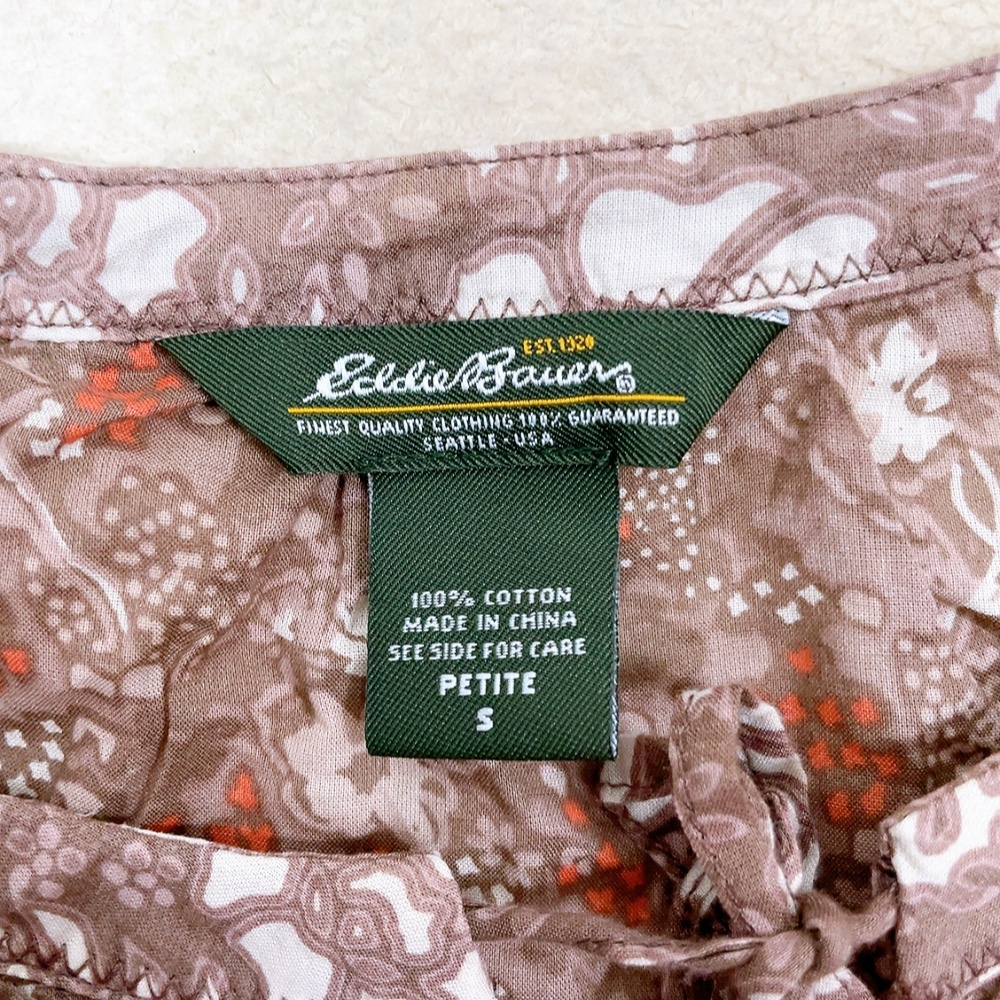 EST. 1920
Eddie Bauer®
FINEST QUALITY CLOTHING 100% GUARANTEED
SEATTLE · USA
100% COTTON
MADE IN CHINA
SEE SIDE FOR CARE
PETITE
S